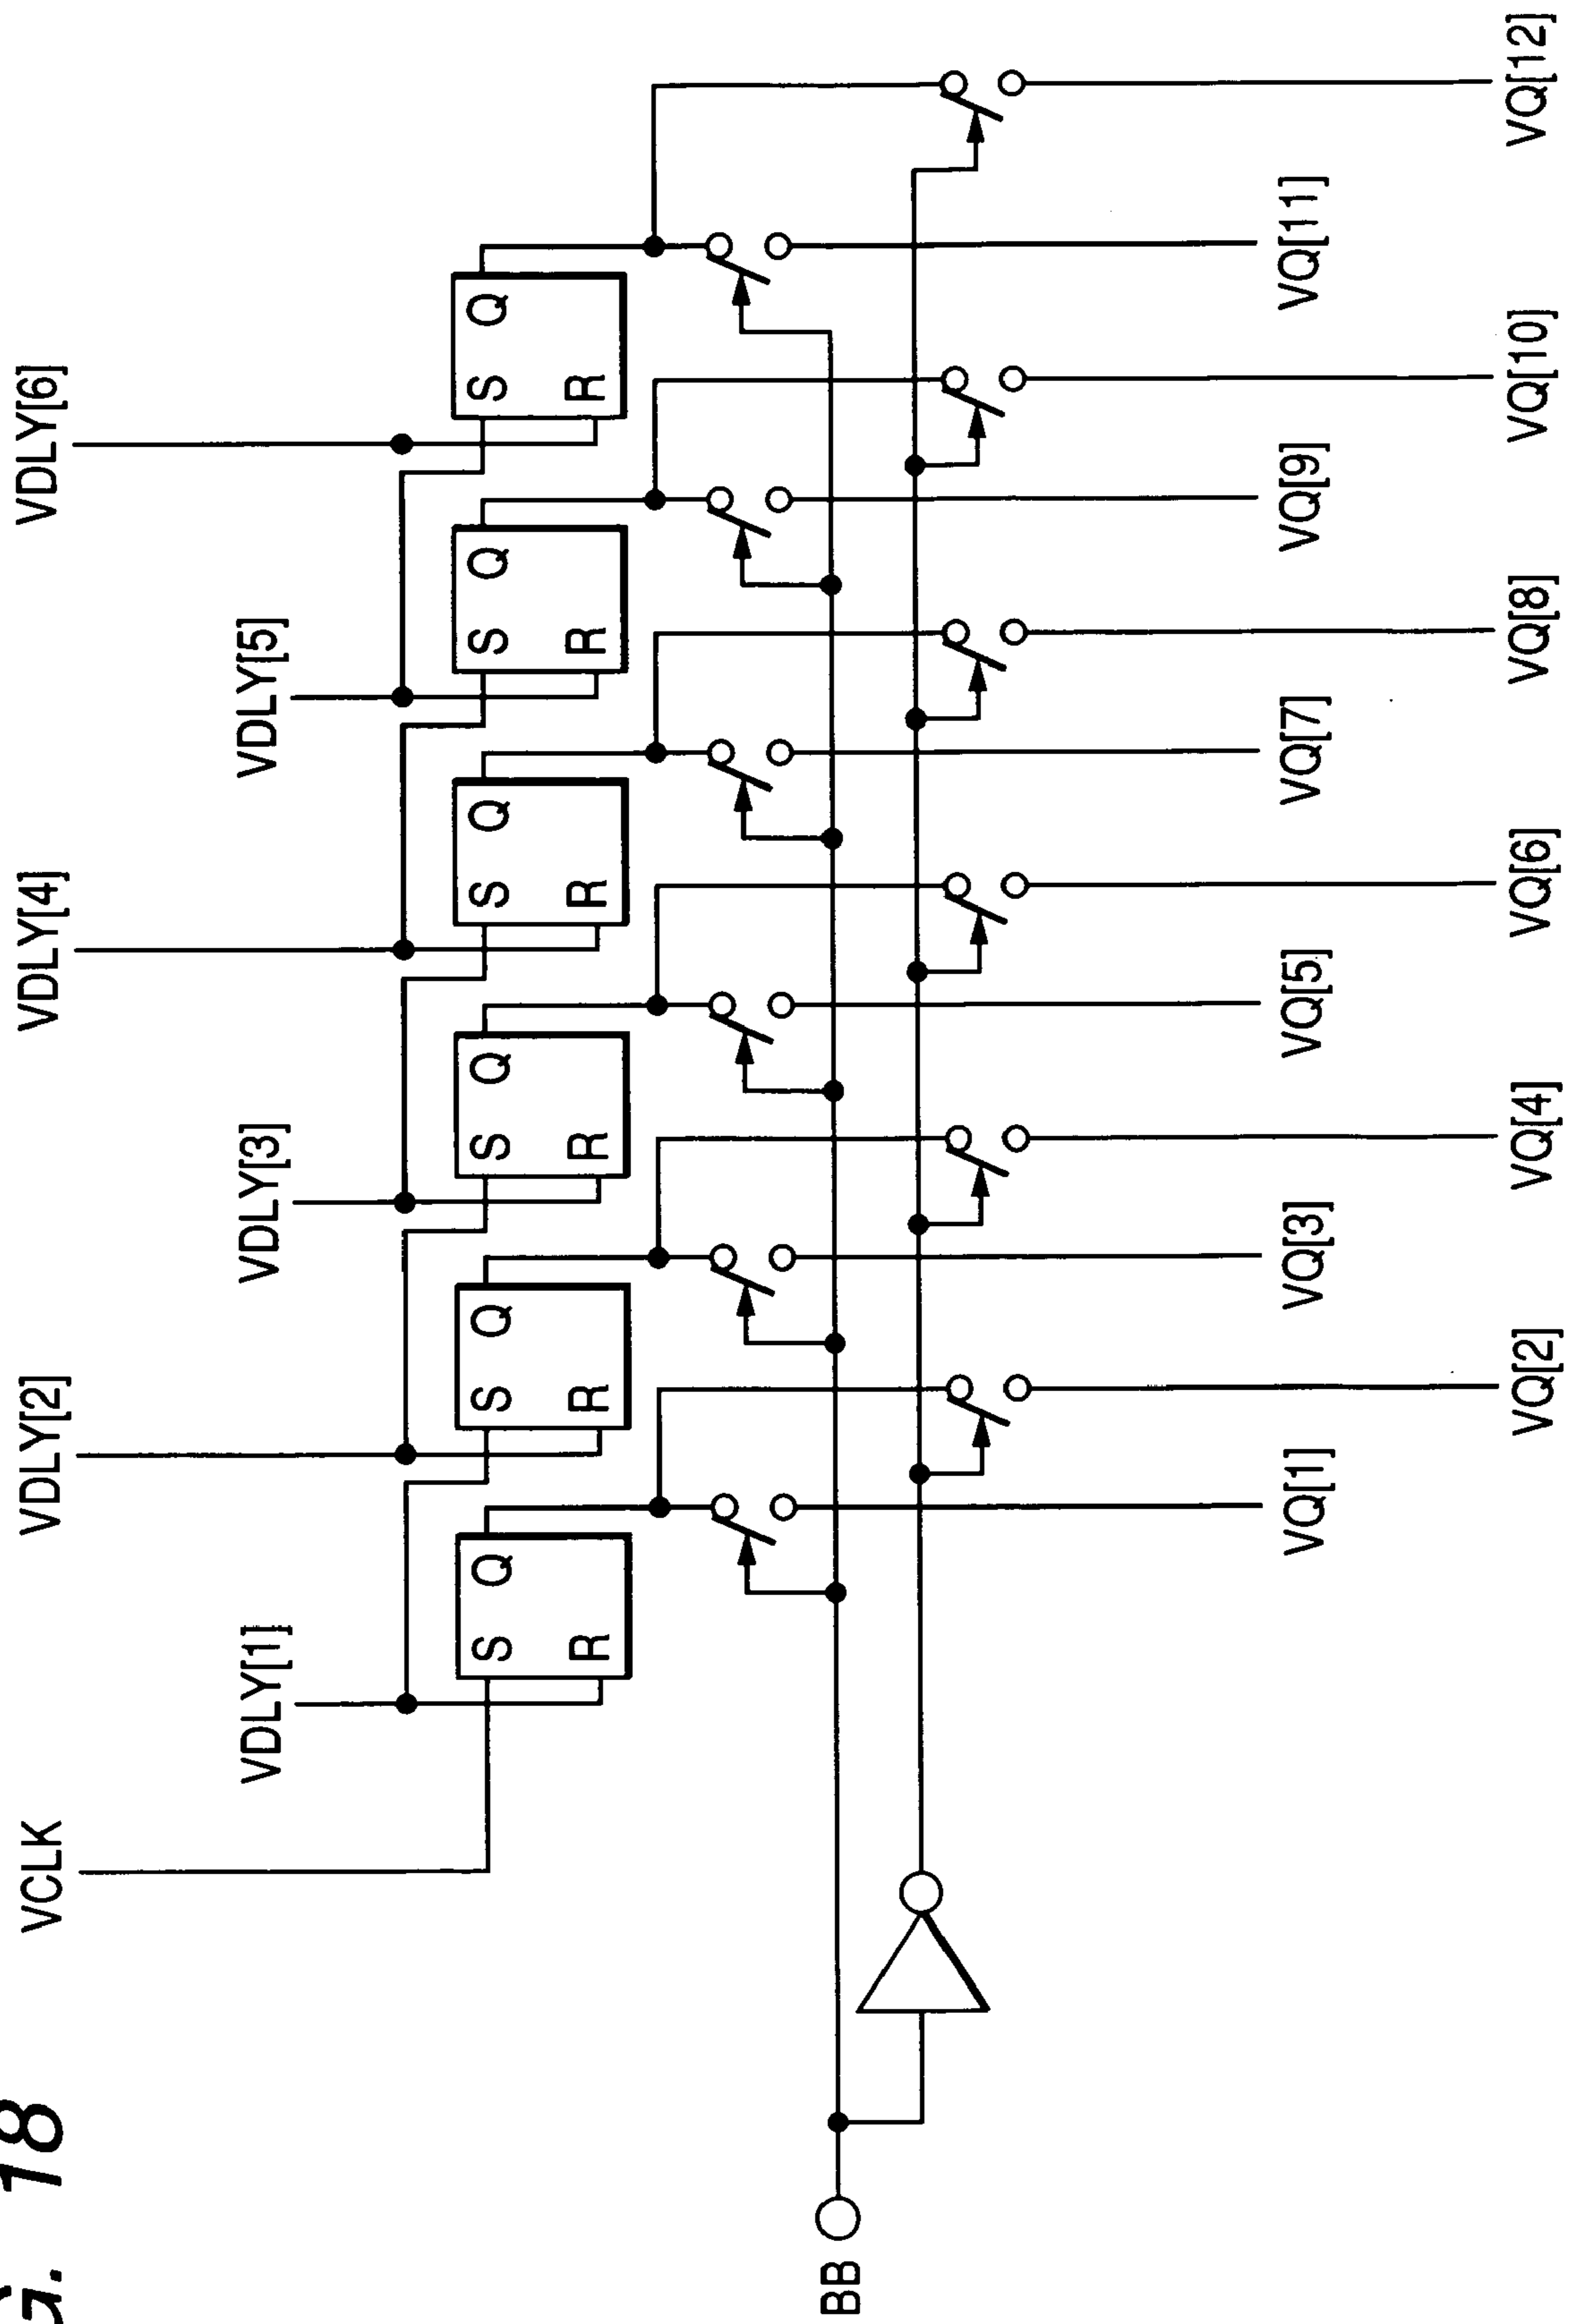 G. 18
VCLK VDLY[2] VDLY[4] VDLY[6]
VDLY[1] VDLY[3] VDLY[5]
S Q S Q S Q S Q S Q S Q
R R R R R R
BB
VQ[1] VQ[3] VQ[5] VQ[7] VQ[9] VQ[11]
VQ[2] VQ[4] VQ[6] VQ[8] VQ[10] VQ[12]